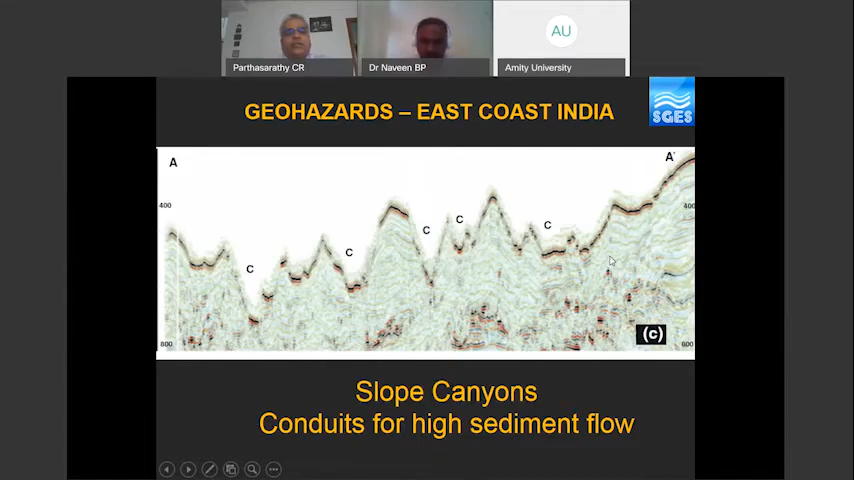 Parthasarathy CR
Dr Naveen BP
AU
Amity University
GEOHAZARDS – EAST COAST INDIA
SGES
A
A'
400
400
C
C
C
C
C
(c)
800
800
Slope Canyons
Conduits for high sediment flow